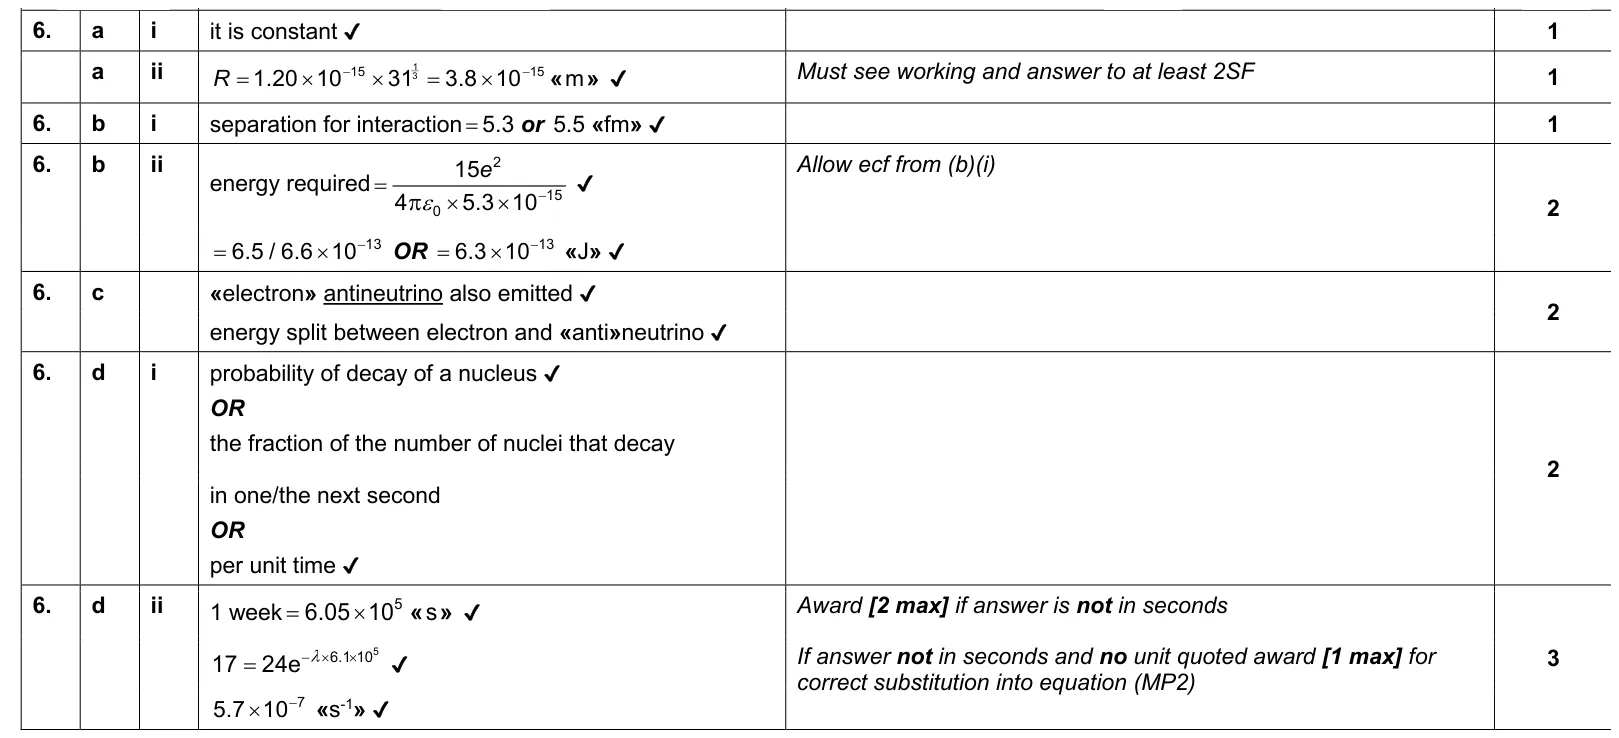 6. a i it is constant ✓ 1
a ii R = 1.20 × 10⁻¹⁵ × 31^(1/3) = 3.8 × 10⁻¹⁵ «m» ✓ Must see working and answer to at least 2SF 1
6. b i separation for interaction = 5.3 or 5.5 «fm» ✓ 1
6. b ii energy required = 15e² / (4πε₀ × 5.3 × 10⁻¹⁵) ✓ Allow ecf from (b)(i) 2
= 6.5 / 6.6 × 10⁻¹³ OR = 6.3 × 10⁻¹³ «J» ✓
6. c «electron» antineutrino also emitted ✓ 2
energy split between electron and «anti»neutrino ✓
6. d i probability of decay of a nucleus ✓ 2
OR
the fraction of the number of nuclei that decay
in one/the next second
OR
per unit time ✓
6. d ii 1 week = 6.05 × 10⁵ «s» ✓ Award [2 max] if answer is not in seconds 3
17 = 24e^(−λ×6.1×10⁵) ✓ If answer not in seconds and no unit quoted award [1 max] for
correct substitution into equation (MP2)
5.7 × 10⁻⁷ «s⁻¹» ✓